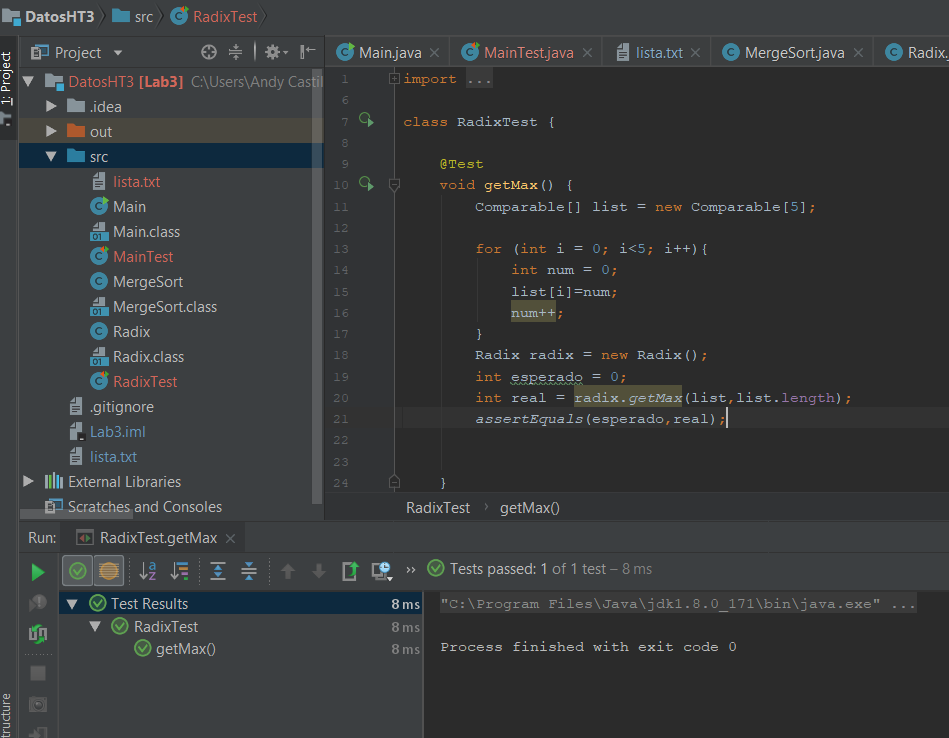 DatosHT3 src RadixTest
Project
Main.java MainTest.java lista.txt MergeSort.java Radix.
1: Project
DatosHT3 [Lab3] C:\Users\Andy Castil
.idea
out
src
lista.txt
Main
Main.class
MainTest
MergeSort
MergeSort.class
Radix
Radix.class
RadixTest
.gitignore
Lab3.iml
lista.txt
External Libraries
Scratches and Consoles
1 import ...
6
7 class RadixTest {
8
9 @Test
10 void getMax() {
11 Comparable[] list = new Comparable[5];
12
13 for (int i = 0; i<5; i++){
14 int num = 0;
15 list[i]=num;
16 num++;
17 }
18 Radix radix = new Radix();
19 int esperado = 0;
20 int real = radix.getMax(list,list.length);
21 assertEquals(esperado,real);
22
23
24 }
RadixTest getMax()
Run: RadixTest.getMax
Tests passed: 1 of 1 test – 8 ms
Test Results 8 ms
RadixTest 8 ms
getMax() 8 ms
"C:\Program Files\Java\jdk1.8.0_171\bin\java.exe" ...
Process finished with exit code 0
ructure